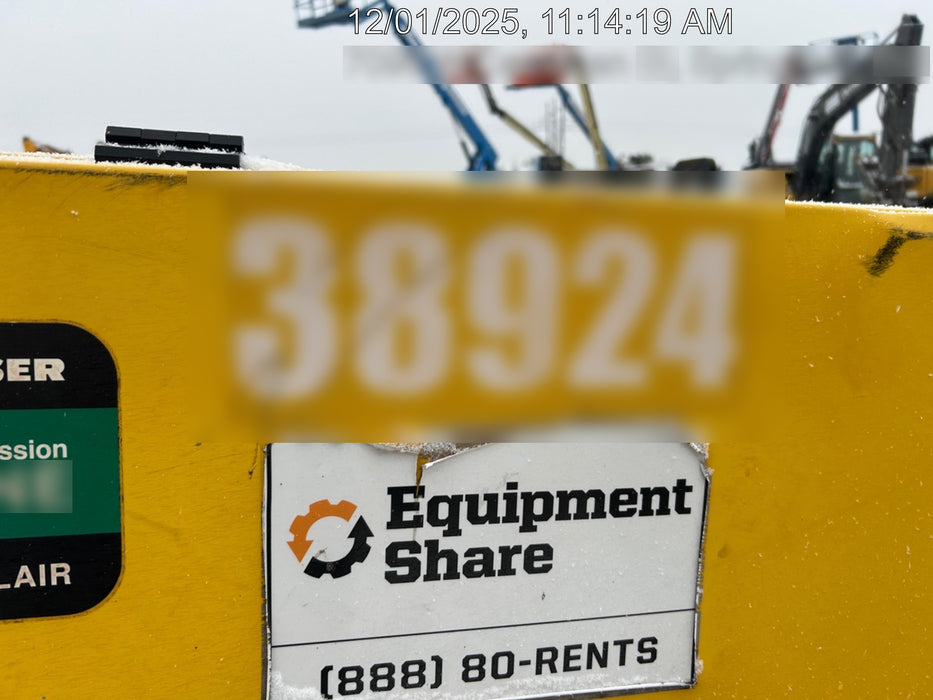 12/01/2025, 11:14:19 AM
38924
SER
ssion
LAIR
Equipment
Share
(888) 80-RENTS